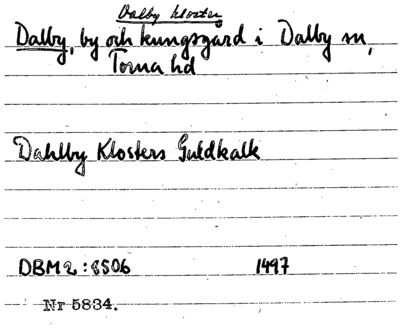 Dalby kloster
Dalby, by och kungsgård i Dalby sn,
Torna hd
Dahlby Klosters Guldkalk
DBM 2:8506 1497
Nr 5834.